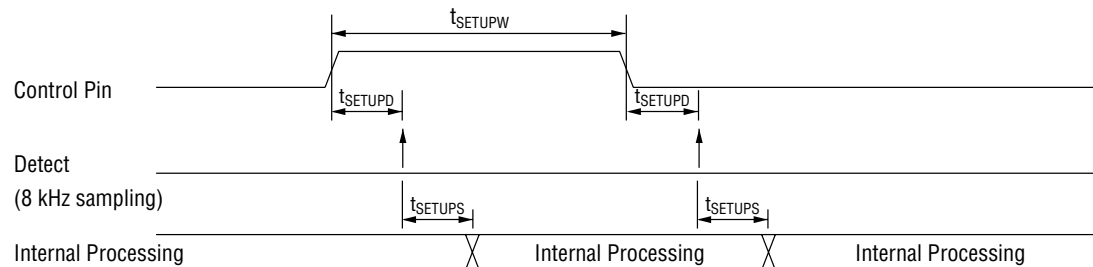 tSETUPW
Control Pin
tSETUPD tSETUPD
Detect
(8 kHz sampling)
tSETUPS tSETUPS
Internal Processing Internal Processing Internal Processing